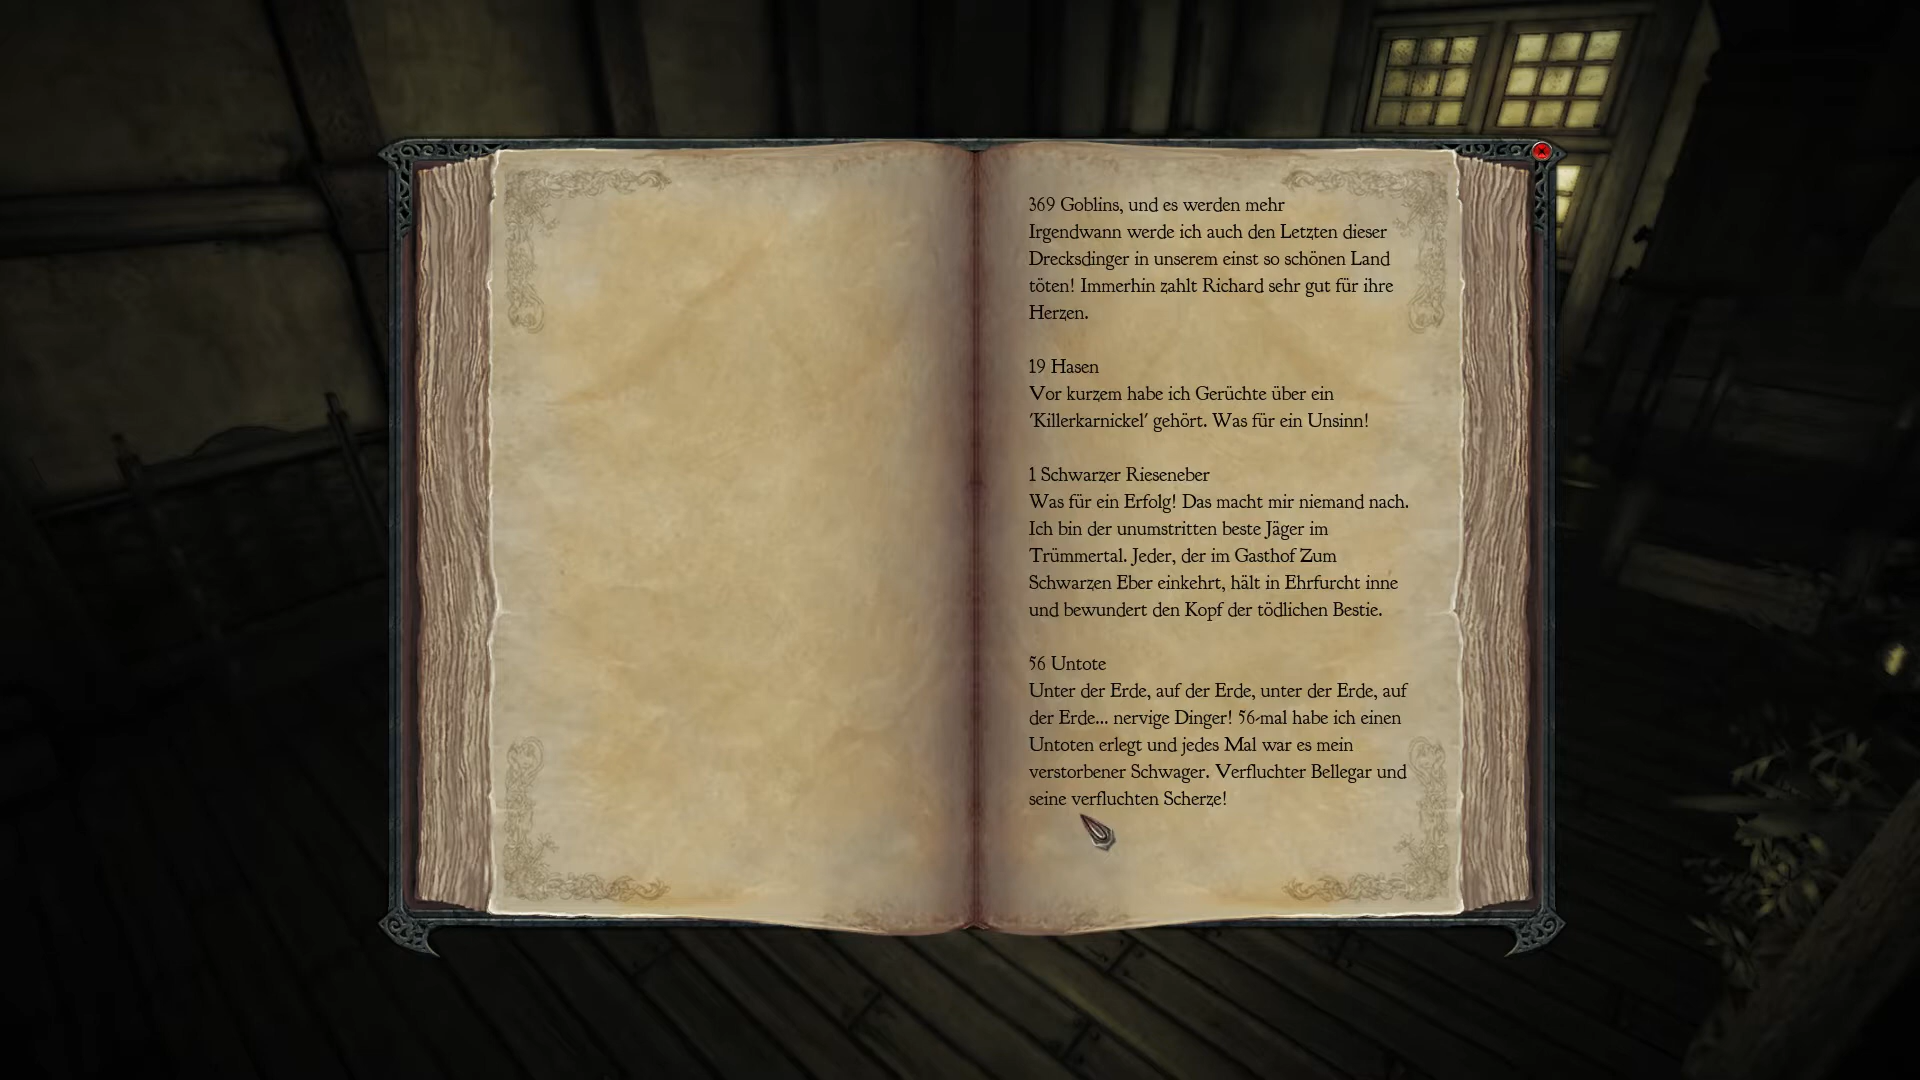 369 Goblins, und es werden mehr
Irgendwann werde ich auch den Letzten dieser
Drecksdinger in unserem einst so schönen Land
töten! Immerhin zahlt Richard sehr gut für ihre
Herzen.
19 Hasen
Vor kurzem habe ich Gerüchte über ein
'Killerkarnickel' gehört. Was für ein Unsinn!
1 Schwarzer Rieseneber
Was für ein Erfolg! Das macht mir niemand nach.
Ich bin der unumstritten beste Jäger im
Trümmertal. Jeder, der im Gasthof Zum
Schwarzen Eber einkehrt, hält in Ehrfurcht inne
und bewundert den Kopf der tödlichen Bestie.
56 Untote
Unter der Erde, auf der Erde, unter der Erde, auf
der Erde... nervige Dinger! 56-mal habe ich einen
Untoten erlegt und jedes Mal war es mein
verstorbener Schwager. Verfluchter Bellegar und
seine verfluchten Scherze!